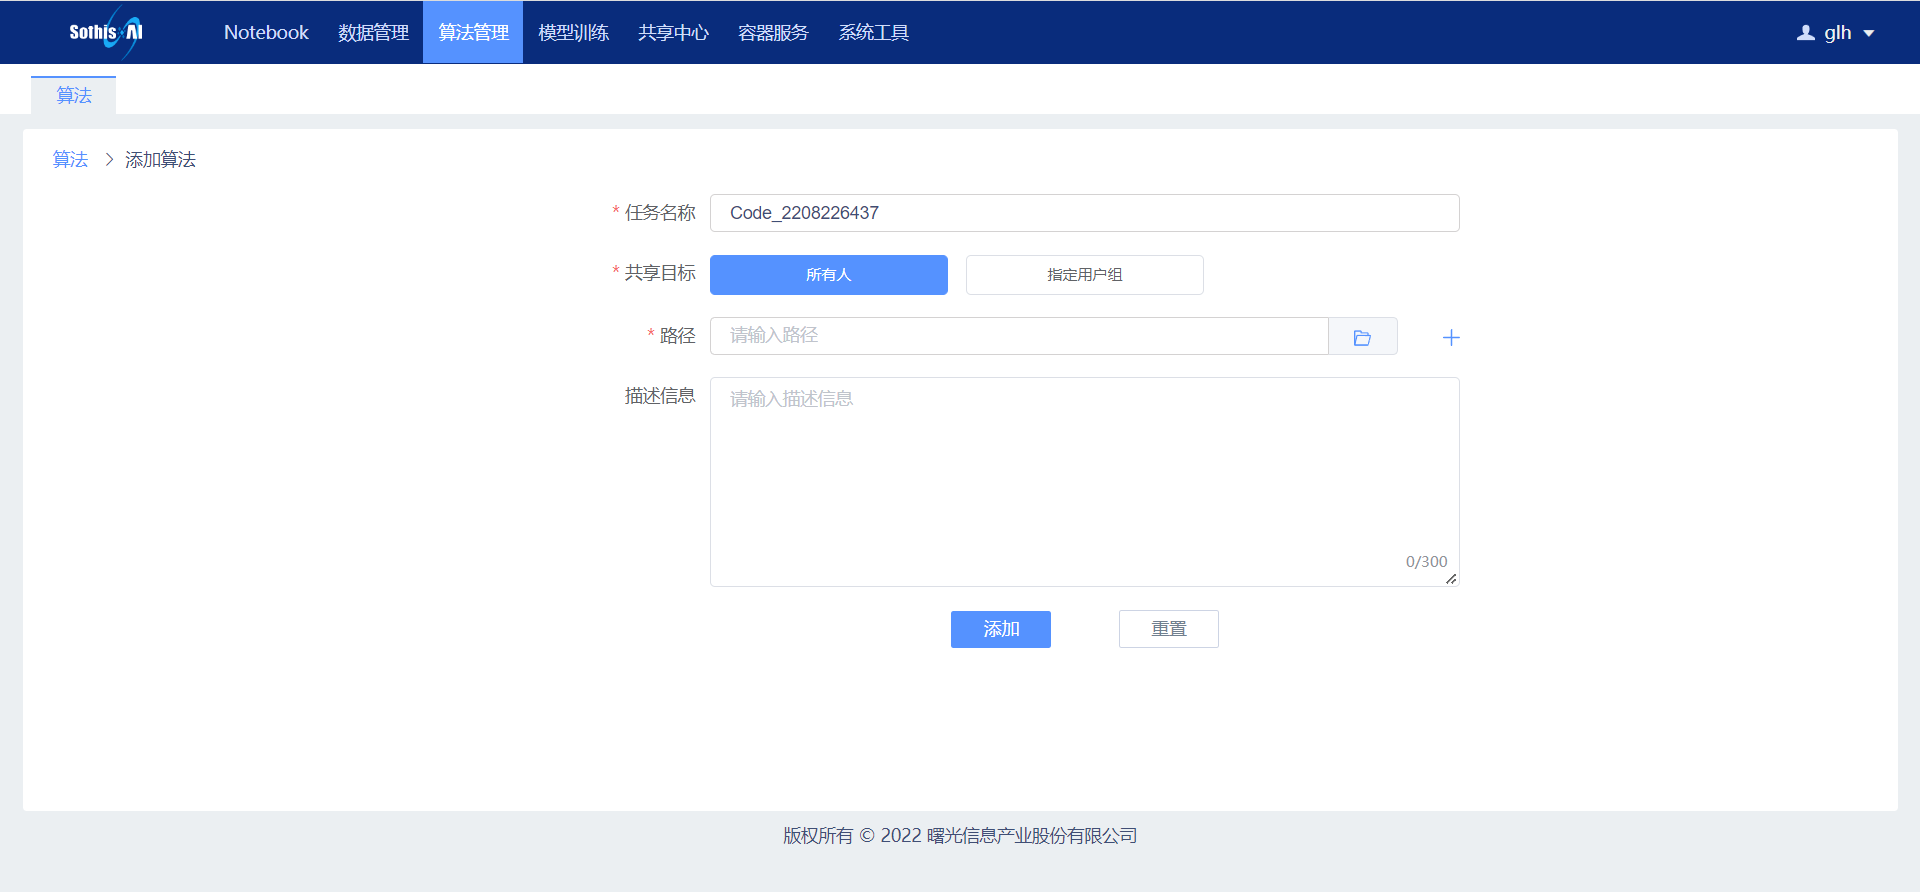 SothisAI Notebook 数据管理 算法管理 模型训练 共享中心 容器服务 系统工具 glh
算法
算法 > 添加算法
* 任务名称 Code_2208226437
* 共享目标 所有人 指定用户组
* 路径 请输入路径
描述信息 请输入描述信息
0/300
添加 重置
版权所有 © 2022 曙光信息产业股份有限公司